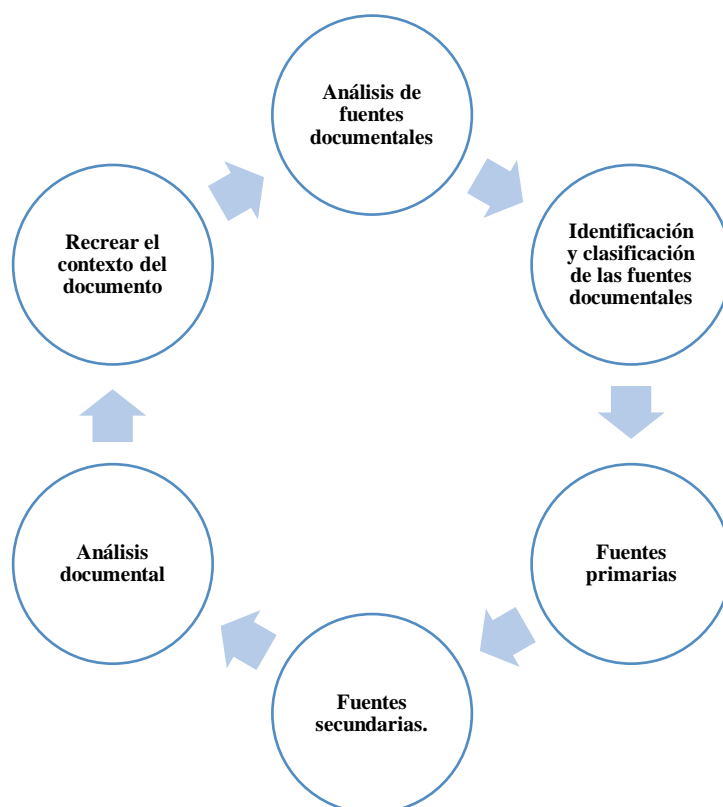 Análisis de
fuentes
documentales
Identificación
y clasificación
de las fuentes
documentales
Fuentes
primarias
Fuentes
secundarias.
Análisis
documental
Recrear el
contexto del
documento